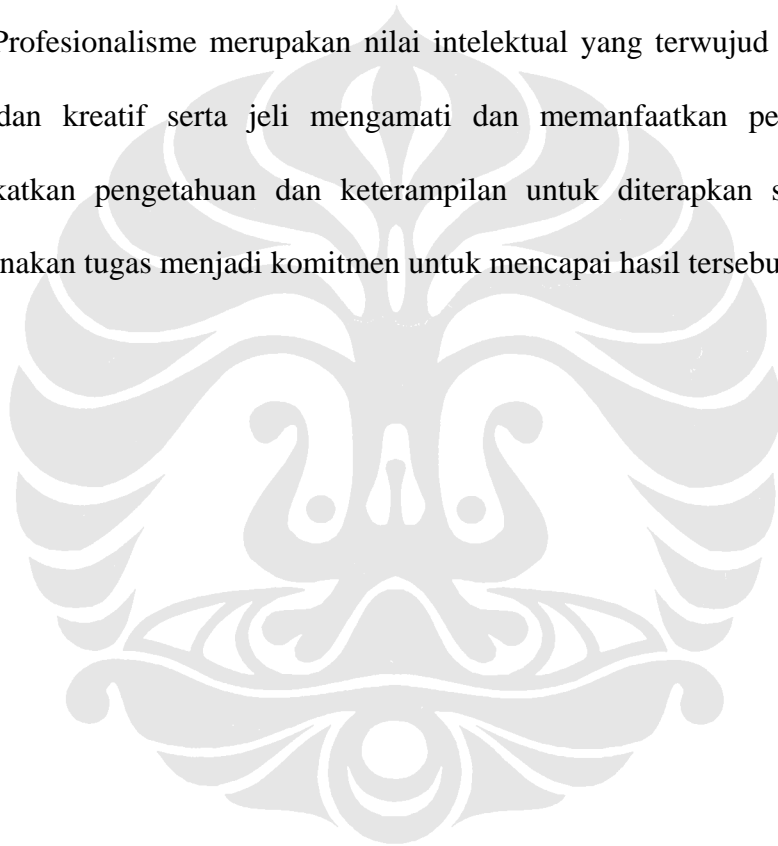 Profesionalisme merupakan nilai intelektual yang terwujud
dan kreatif serta jeli mengamati dan memanfaatkan pe
katkan pengetahuan dan keterampilan untuk diterapkan s
nakan tugas menjadi komitmen untuk mencapai hasil tersebu